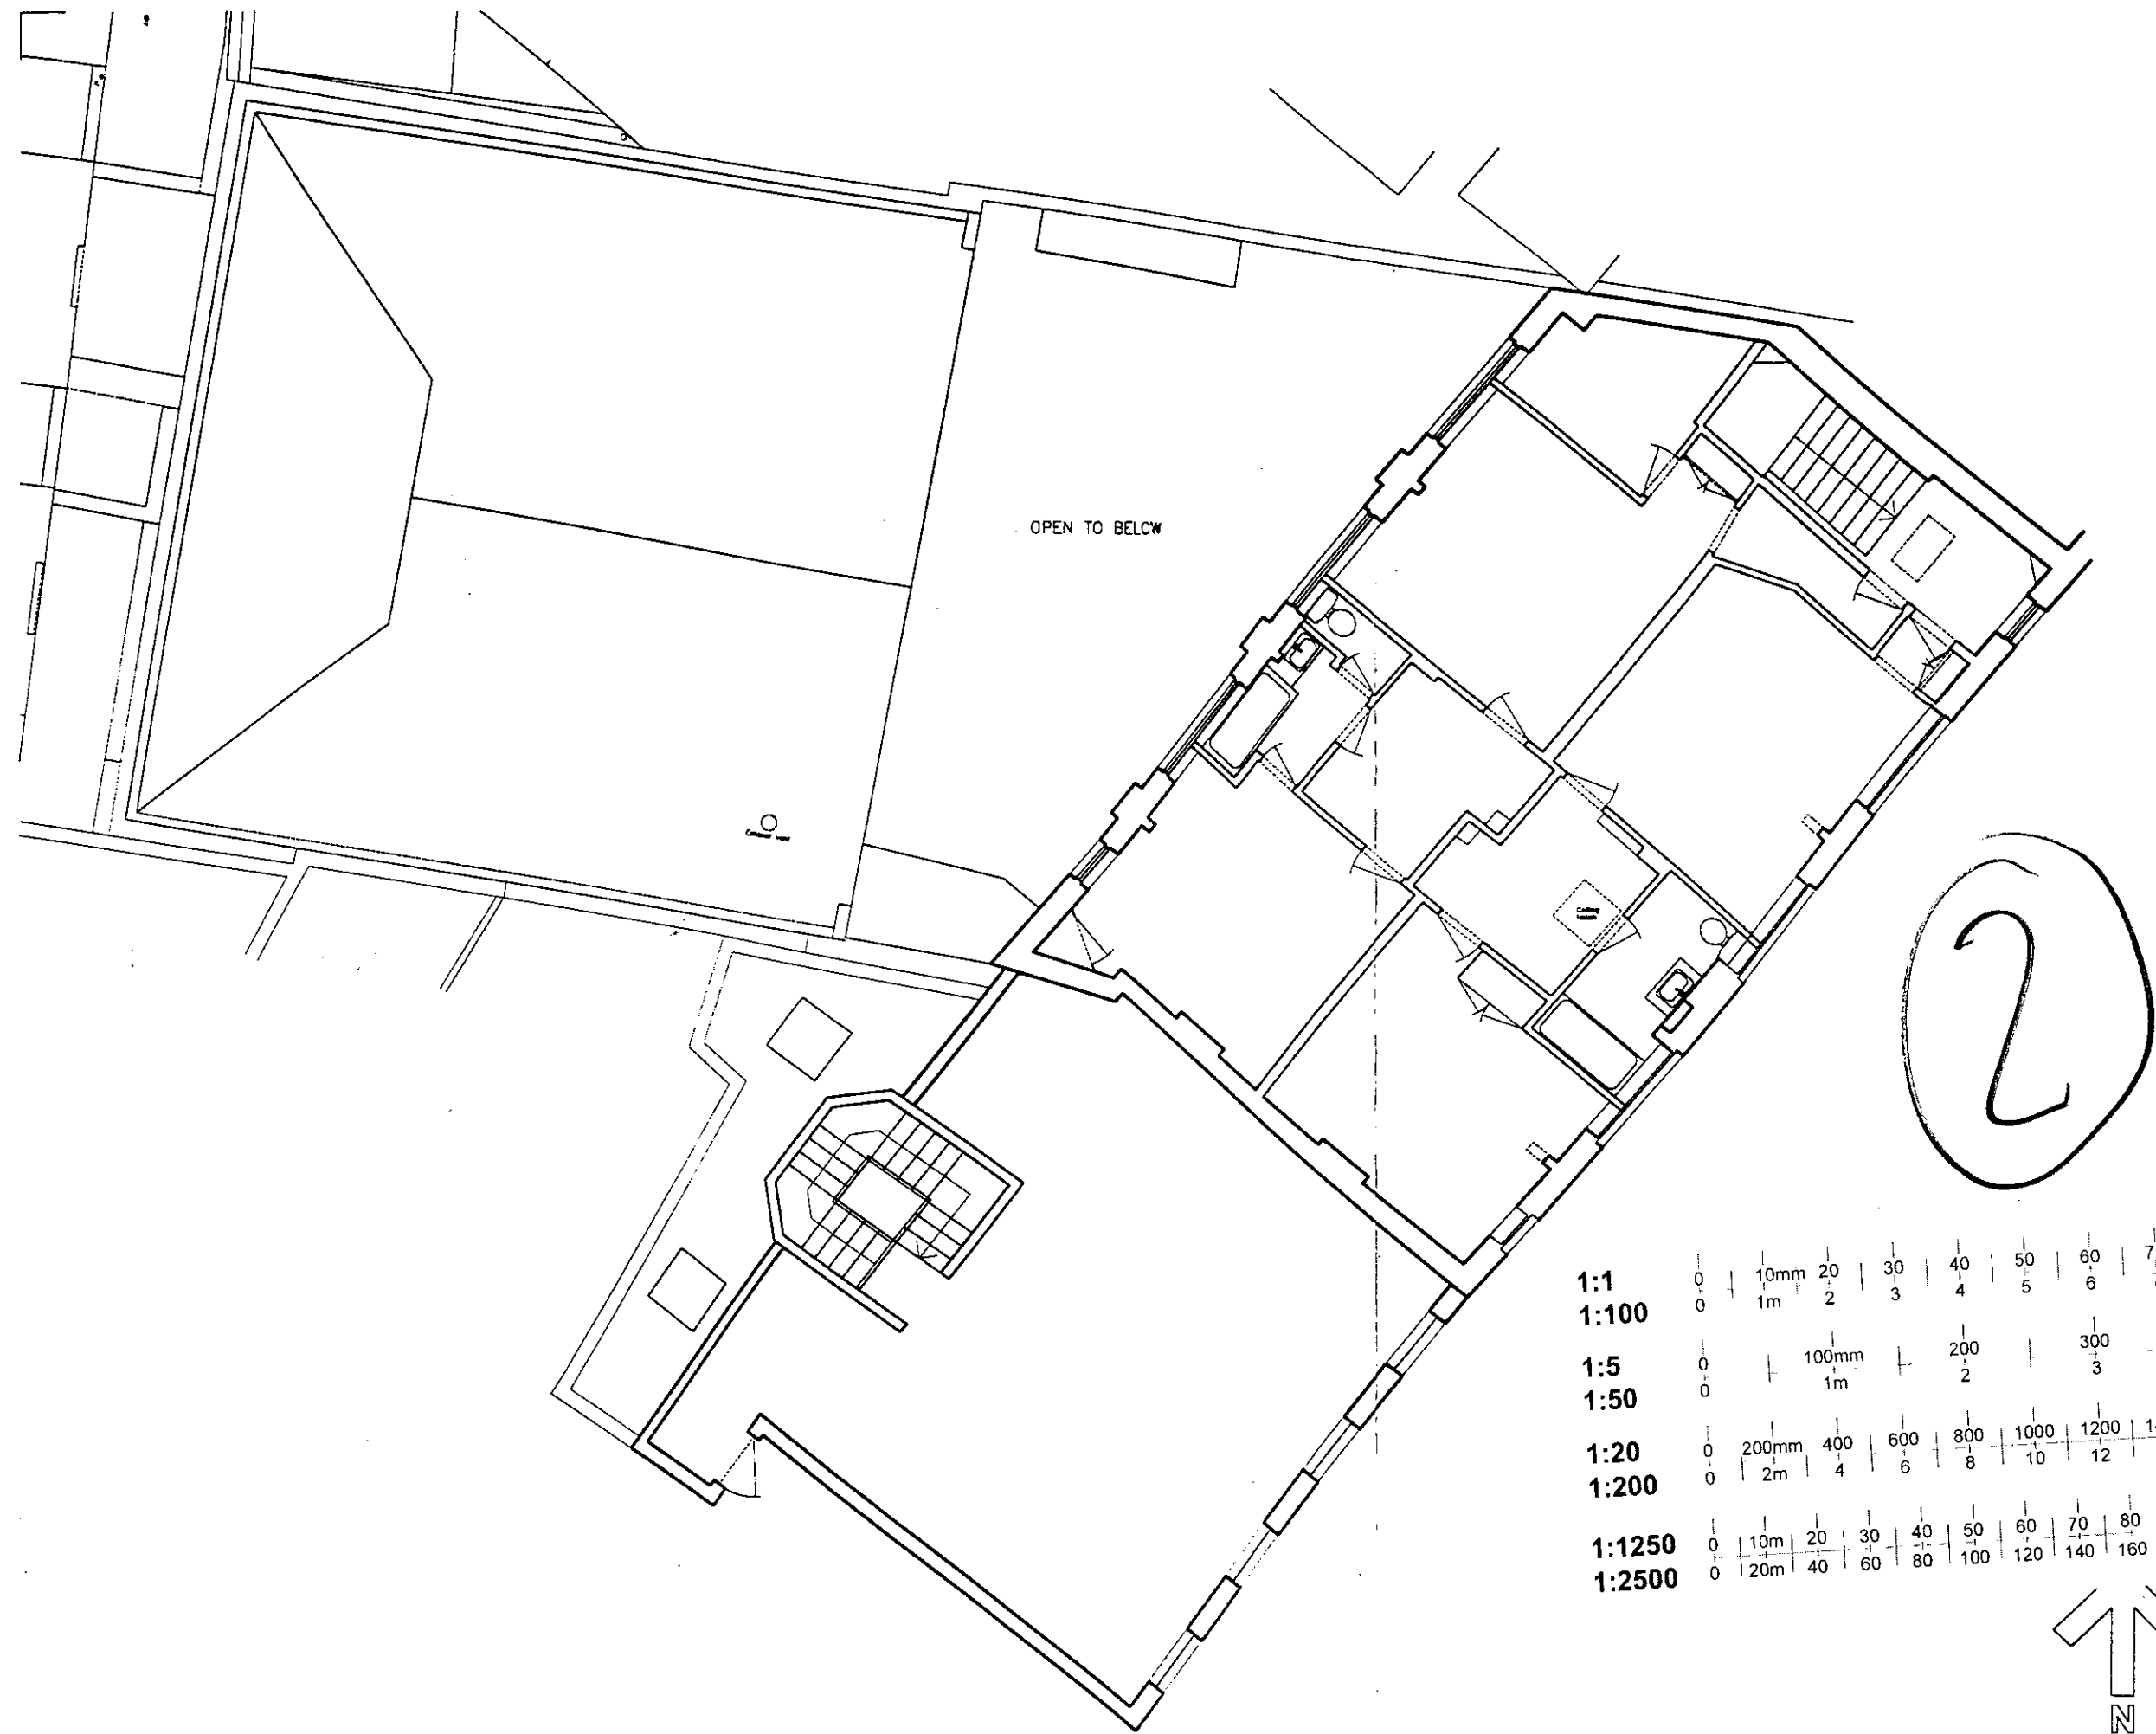 OPEN TO BELOW
Ceiling
2
1:1 0 10mm 20 30 40 50 60
1:100 0 1m 2 3 4 5 6
1:5 0 100mm 200 300
1:50 0 1m 2 3
1:20 0 200mm 400 600 800 1000 1200
1:200 0 2m 4 6 8 10 12
1:1250 0 10m 20 30 40 50 60 70 80
1:2500 0 20m 40 60 80 100 120 140 160
N